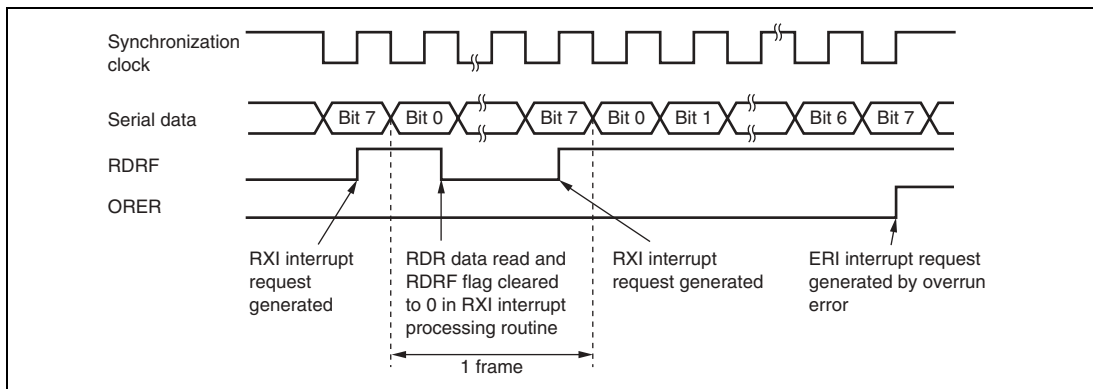 Synchronization
clock
Serial data
Bit 7 Bit 0 Bit 7 Bit 0 Bit 1 Bit 6 Bit 7
RDRF
ORER
RXI interrupt
request
generated
RDR data read and
RDRF flag cleared
to 0 in RXI interrupt
processing routine
RXI interrupt
request generated
ERI interrupt request
generated by overrun
error
1 frame